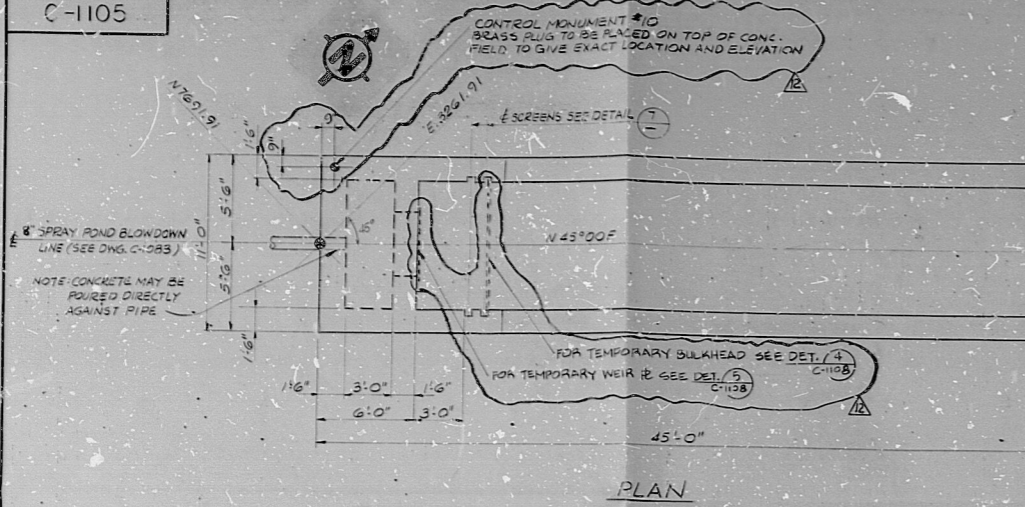 C-1105
CONTROL MONUMENT #10
BRASS PLUG TO BE PLACED ON TOP OF CONC.
FIELD TO GIVE EXACT LOCATION AND ELEVATION
12
N
N7691.91
E.3261.91
9"
1'-6"
9"
℄ SCREENS SEE DETAIL 7
5'-6"
11'-0"
5'-6"
1'-6"
8" SPRAY POND BLOWDOWN
LINE (SEE DWG. C-1083)
45°
N 45°00'E
NOTE: CONCRETE MAY BE
POURED DIRECTLY
AGAINST PIPE
FOR TEMPORARY BULKHEAD SEE DET. 4
C-1108
FOR TEMPORARY WEIR ℄ SEE DET. 5
C-1108
12
1'-6" 3'-0" 1'-6"
6'-0" 3'-0"
45'-0"
PLAN